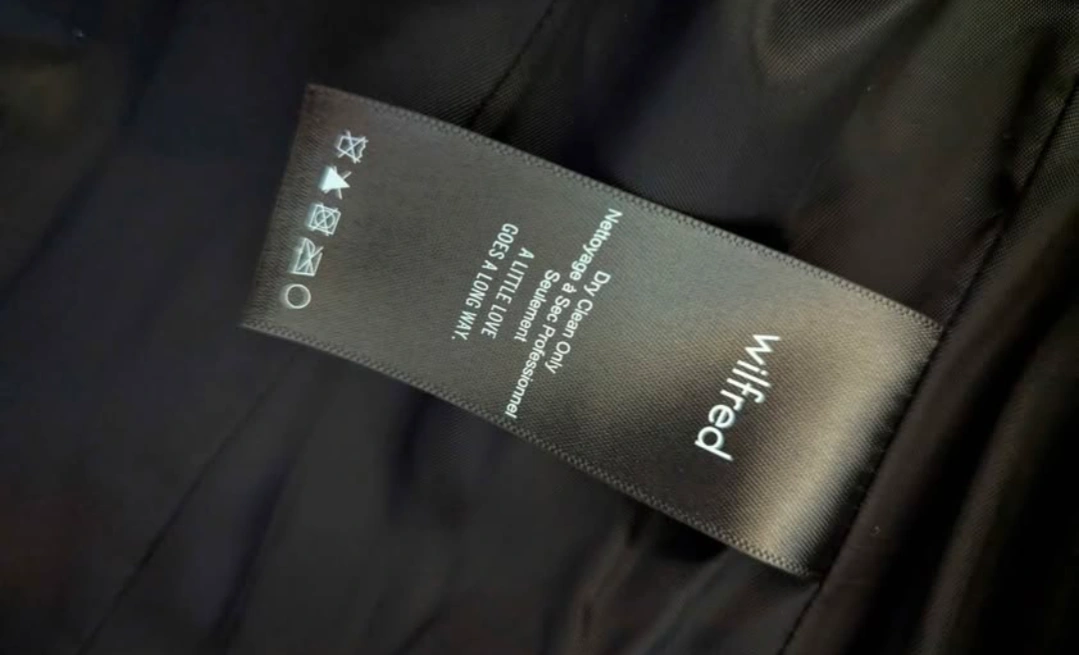 wilfred
Dry Clean Only
Nettoyage à Sec Professionnel
Seulement
A LITTLE LOVE
GOES A LONG WAY.